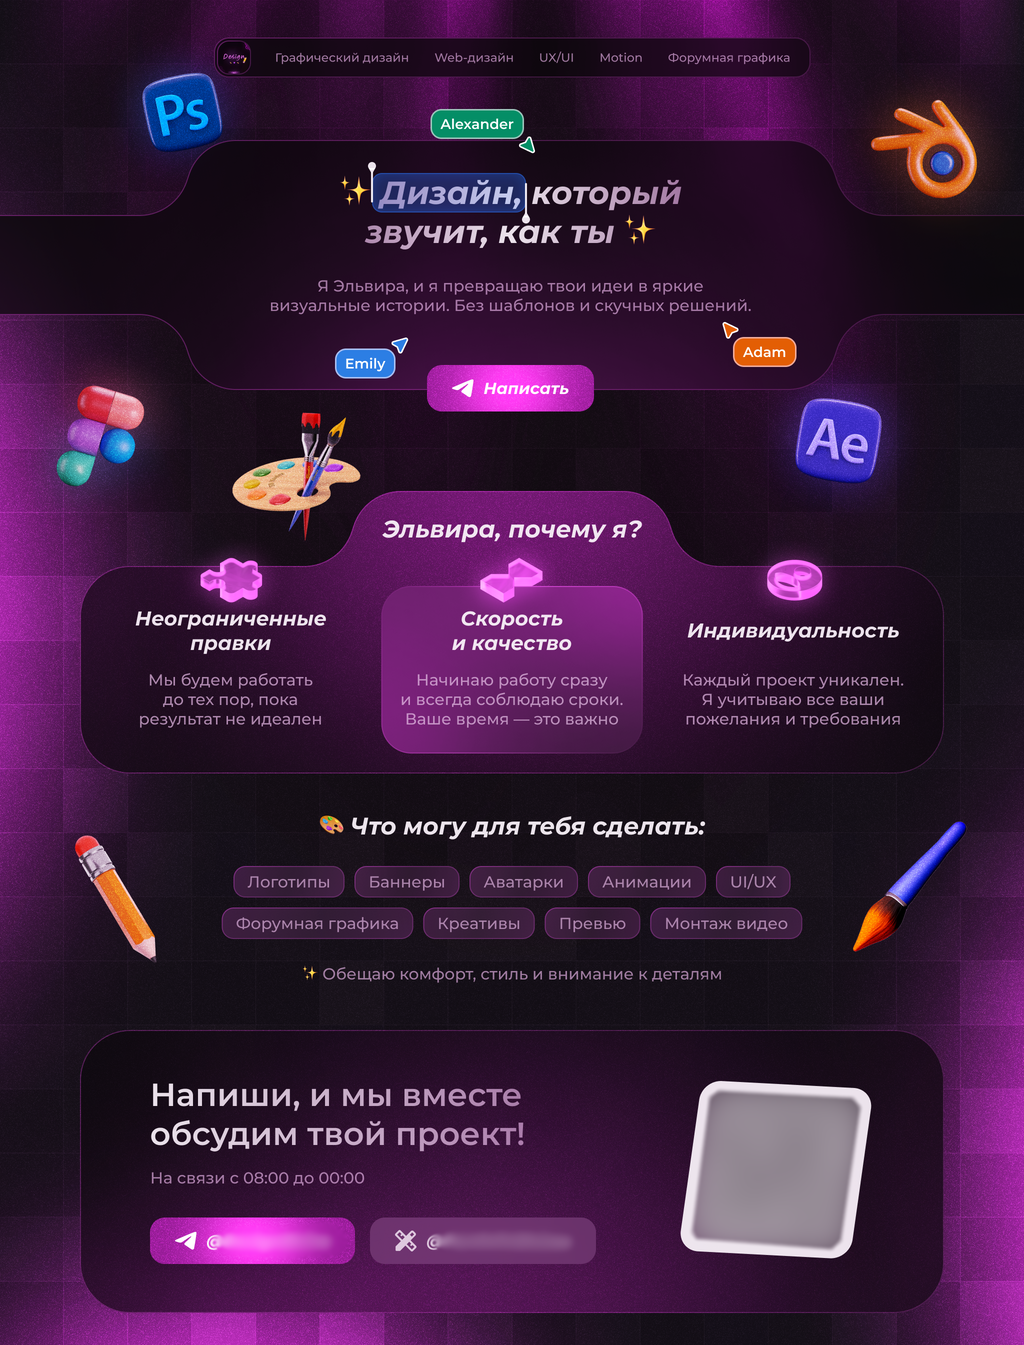 Design
Графический дизайн Web-дизайн UX/UI Motion Форумная графика
Ps
Alexander
✨ Дизайн, который
звучит, как ты ✨
Я Эльвира, и я превращаю твои идеи в яркие
визуальные истории. Без шаблонов и скучных решений.
Emily
Adam
Написать
Ae
Эльвира, почему я?
Неограниченные
правки
Мы будем работать
до тех пор, пока
результат не идеален
Скорость
и качество
Начинаю работу сразу
и всегда соблюдаю сроки.
Ваше время — это важно
Индивидуальность
Каждый проект уникален.
Я учитываю все ваши
пожелания и требования
🎨 Что могу для тебя сделать:
Логотипы Баннеры Аватарки Анимации UI/UX
Форумная графика Креативы Превью Монтаж видео
✨ Обещаю комфорт, стиль и внимание к деталям
Напиши, и мы вместе
обсудим твой проект!
На связи с 08:00 до 00:00
@
@